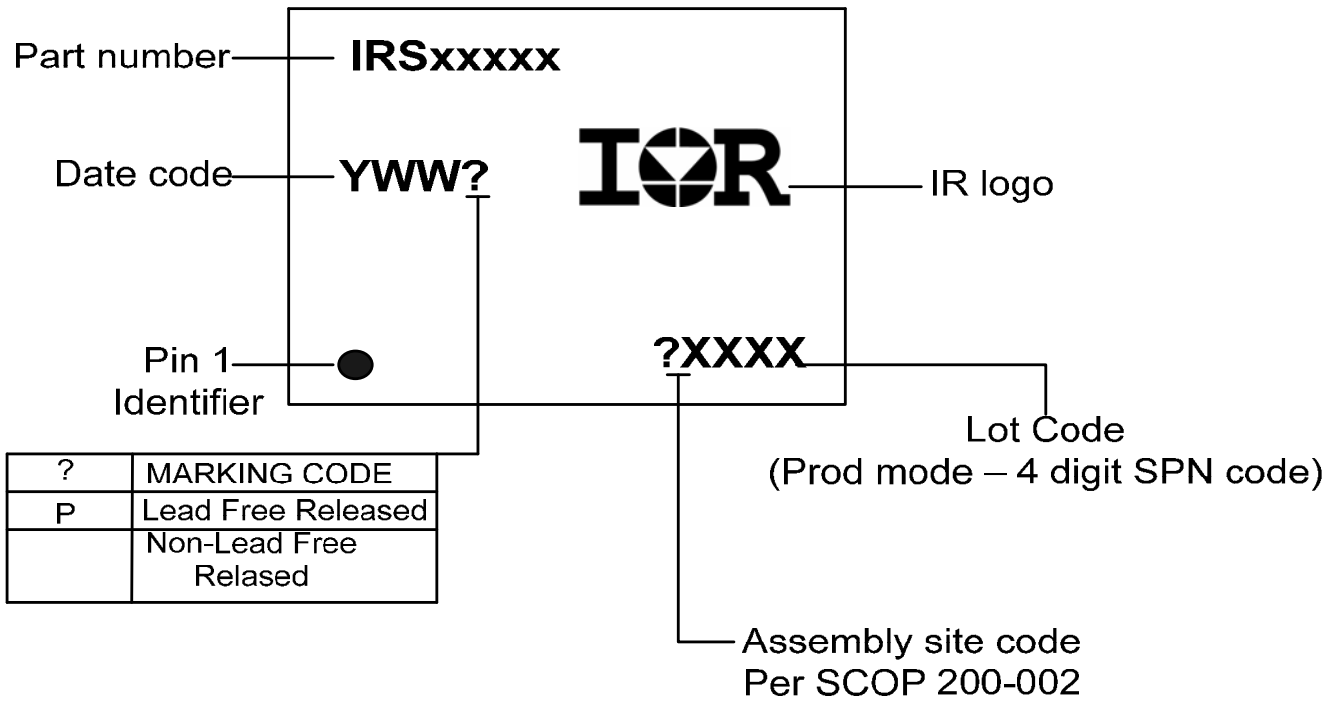 Part number
IRSxxxxx
Date code
YWW?
IOR
IR logo
Pin 1
Identifier
?XXXX
Lot Code
(Prod mode – 4 digit SPN code)
? MARKING CODE
P Lead Free Released
Non-Lead Free
Relased
Assembly site code
Per SCOP 200-002